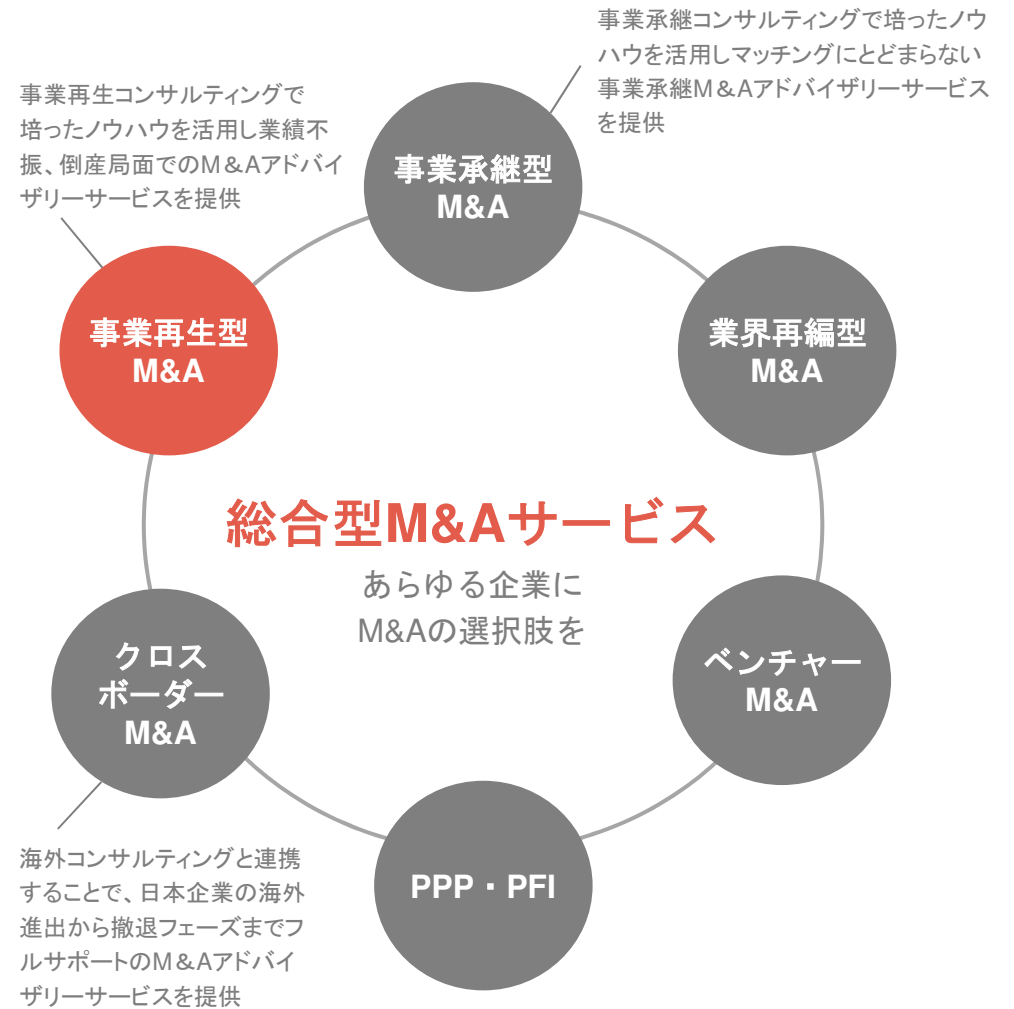 事業承継コンサルティングで培ったノウ
ハウを活用しマッチングにとどまらない
事業承継M&Aアドバイザリーサービス
を提供
事業再生コンサルティングで
培ったノウハウを活用し業績不
振、倒産局面でのM&Aアドバイ
ザリーサービスを提供
事業承継型
M&A
事業再生型
M&A
業界再編型
M&A
総合型M&Aサービス
あらゆる企業に
M&Aの選択肢を
クロス
ボーダー
M&A
ベンチャー
M&A
PPP・PFI
海外コンサルティングと連携
することで、日本企業の海外
進出から撤退フェーズまでフ
ルサポートのM&Aアドバイ
ザリーサービスを提供